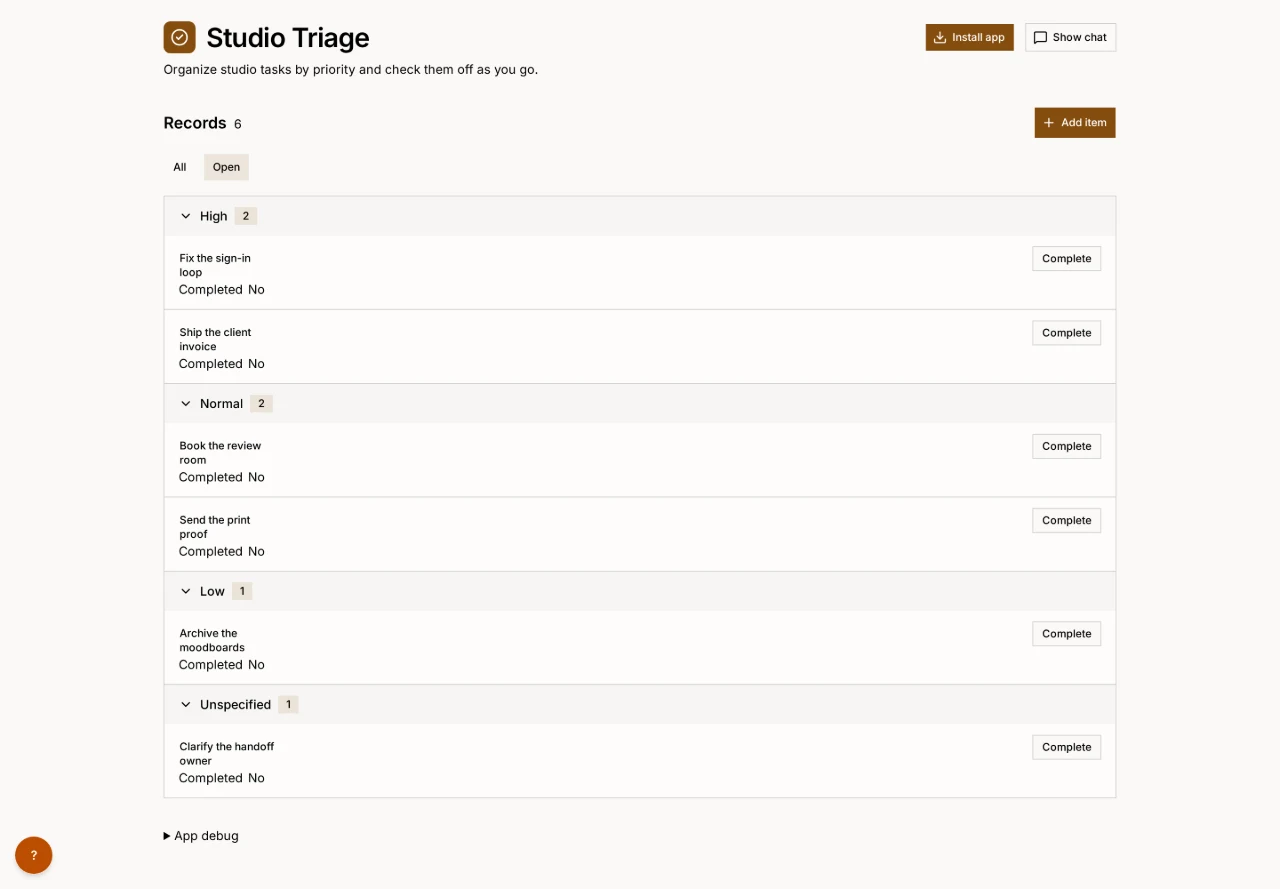 Studio Triage
Install app
Show chat
Organize studio tasks by priority and check them off as you go.
Records 6
Add item
All
Open
High 2
Fix the sign-in
loop
Complete
Completed No
Ship the client
invoice
Complete
Completed No
Normal 2
Book the review
room
Complete
Completed No
Send the print
proof
Complete
Completed No
Low 1
Archive the
moodboards
Complete
Completed No
Unspecified 1
Clarify the handoff
owner
Complete
Completed No
App debug
?